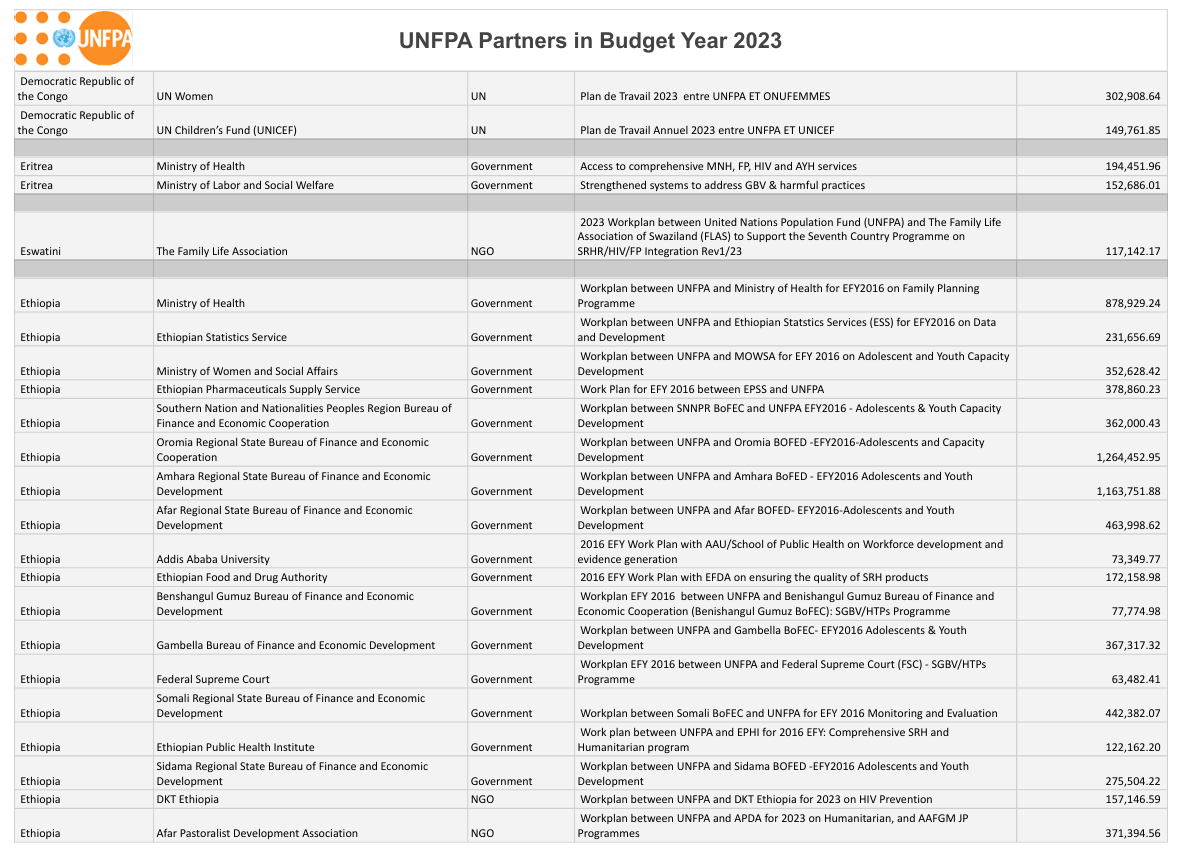 UNFPA
UNFPA Partners in Budget Year 2023
Democratic Republic of
the Congo UN Women UN Plan de Travail 2023 entre UNFPA ET ONUFEMMES 302,908.64
Democratic Republic of
the Congo UN Children’s Fund (UNICEF) UN Plan de Travail Annuel 2023 entre UNFPA ET UNICEF 149,761.85
Eritrea Ministry of Health Government Access to comprehensive MNH, FP, HIV and AYH services 194,451.96
Eritrea Ministry of Labor and Social Welfare Government Strengthened systems to address GBV & harmful practices 152,686.01
2023 Workplan between United Nations Population Fund (UNFPA) and The Family Life
Association of Swaziland (FLAS) to Support the Seventh Country Programme on
Eswatini The Family Life Association NGO SRHR/HIV/FP Integration Rev1/23 117,142.17
Workplan between UNFPA and Ministry of Health for EFY2016 on Family Planning
Ethiopia Ministry of Health Government Programme 878,929.24
Workplan between UNFPA and Ethiopian Statstics Services (ESS) for EFY2016 on Data
Ethiopia Ethiopian Statistics Service Government and Development 231,656.69
Workplan between UNFPA and MOWSA for EFY 2016 on Adolescent and Youth Capacity
Ethiopia Ministry of Women and Social Affairs Government Development 352,628.42
Ethiopia Ethiopian Pharmaceuticals Supply Service Government Work Plan for EFY 2016 between EPSS and UNFPA 378,860.23
Southern Nation and Nationalities Peoples Region Bureau of Workplan between SNNPR BoFEC and UNFPA EFY2016 - Adolescents & Youth Capacity
Ethiopia Finance and Economic Cooperation Government Development 362,000.43
Oromia Regional State Bureau of Finance and Economic Workplan between UNFPA and Oromia BOFED -EFY2016-Adolescents and Capacity
Ethiopia Cooperation Government Development 1,264,452.95
Amhara Regional State Bureau of Finance and Economic Workplan between UNFPA and Amhara BoFED - EFY2016 Adolescents and Youth
Ethiopia Development Government Development 1,163,751.88
Afar Regional State Bureau of Finance and Economic Workplan between UNFPA and Afar BOFED- EFY2016-Adolescents and Youth
Ethiopia Development Government Development 463,998.62
2016 EFY Work Plan with AAU/School of Public Health on Workforce development and
Ethiopia Addis Ababa University Government evidence generation 73,349.77
Ethiopia Ethiopian Food and Drug Authority Government 2016 EFY Work Plan with EFDA on ensuring the quality of SRH products 172,158.98
Benshangul Gumuz Bureau of Finance and Economic Workplan EFY 2016 between UNFPA and Benishangul Gumuz Bureau of Finance and
Ethiopia Development Government Economic Cooperation (Benishangul Gumuz BoFEC): SGBV/HTPs Programme 77,774.98
Workplan between UNFPA and Gambella BoFEC- EFY2016 Adolescents & Youth
Ethiopia Gambella Bureau of Finance and Economic Development Government Development 367,317.32
Workplan EFY 2016 between UNFPA and Federal Supreme Court (FSC) - SGBV/HTPs
Ethiopia Federal Supreme Court Government Programme 63,482.41
Somali Regional State Bureau of Finance and Economic
Ethiopia Development Government Workplan between Somali BoFEC and UNFPA for EFY 2016 Monitoring and Evaluation 442,382.07
Work plan between UNFPA and EPHI for 2016 EFY: Comprehensive SRH and
Ethiopia Ethiopian Public Health Institute Government Humanitarian program 122,162.20
Sidama Regional State Bureau of Finance and Economic Workplan between UNFPA and Sidama BOFED -EFY2016 Adolescents and Youth
Ethiopia Development Government Development 275,504.22
Ethiopia DKT Ethiopia NGO Workplan between UNFPA and DKT Ethiopia for 2023 on HIV Prevention 157,146.59
Workplan between UNFPA and APDA for 2023 on Humanitarian, and AAFGM JP
Ethiopia Afar Pastoralist Development Association NGO Programmes 371,394.56